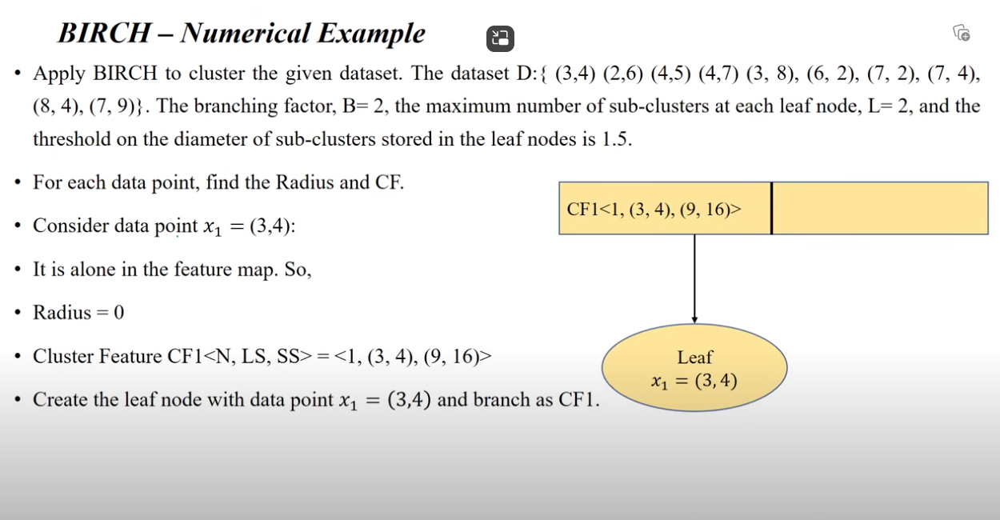 BIRCH – Numerical Example
• Apply BIRCH to cluster the given dataset. The dataset D:{ (3,4) (2,6) (4,5) (4,7) (3, 8), (6, 2), (7, 2), (7, 4),
(8, 4), (7, 9)}. The branching factor, B= 2, the maximum number of sub-clusters at each leaf node, L= 2, and the
threshold on the diameter of sub-clusters stored in the leaf nodes is 1.5.
• For each data point, find the Radius and CF.
• Consider data point x₁ = (3,4):
• It is alone in the feature map. So,
• Radius = 0
• Cluster Feature CF1<N, LS, SS> = <1, (3, 4), (9, 16)>
• Create the leaf node with data point x₁ = (3,4) and branch as CF1.
CF1<1, (3, 4), (9, 16)>
Leaf
x₁ = (3, 4)